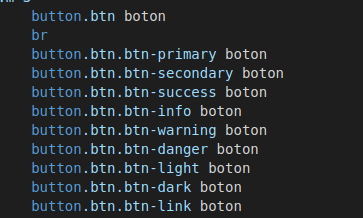 button.btn boton
br
button.btn.btn-primary boton
button.btn.btn-secondary boton
button.btn.btn-success boton
button.btn.btn-info boton
button.btn.btn-warning boton
button.btn.btn-danger boton
button.btn.btn-light boton
button.btn.btn-dark boton
button.btn.btn-link boton